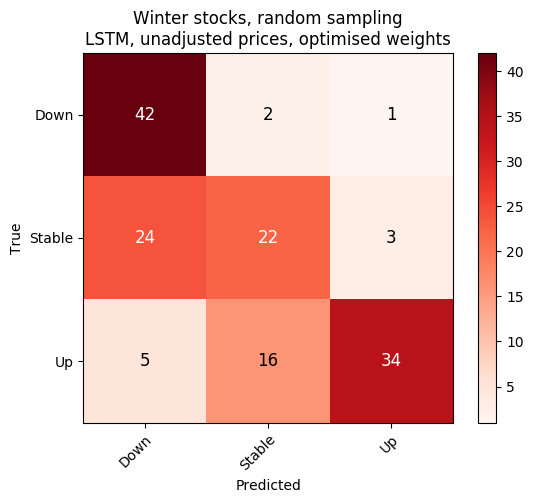 Winter stocks, random sampling
LSTM, unadjusted prices, optimised weights
True
Down
42
2
1
Stable
24
22
3
Up
5
16
34
Down
Stable
Up
Predicted
40
35
30
25
20
15
10
5